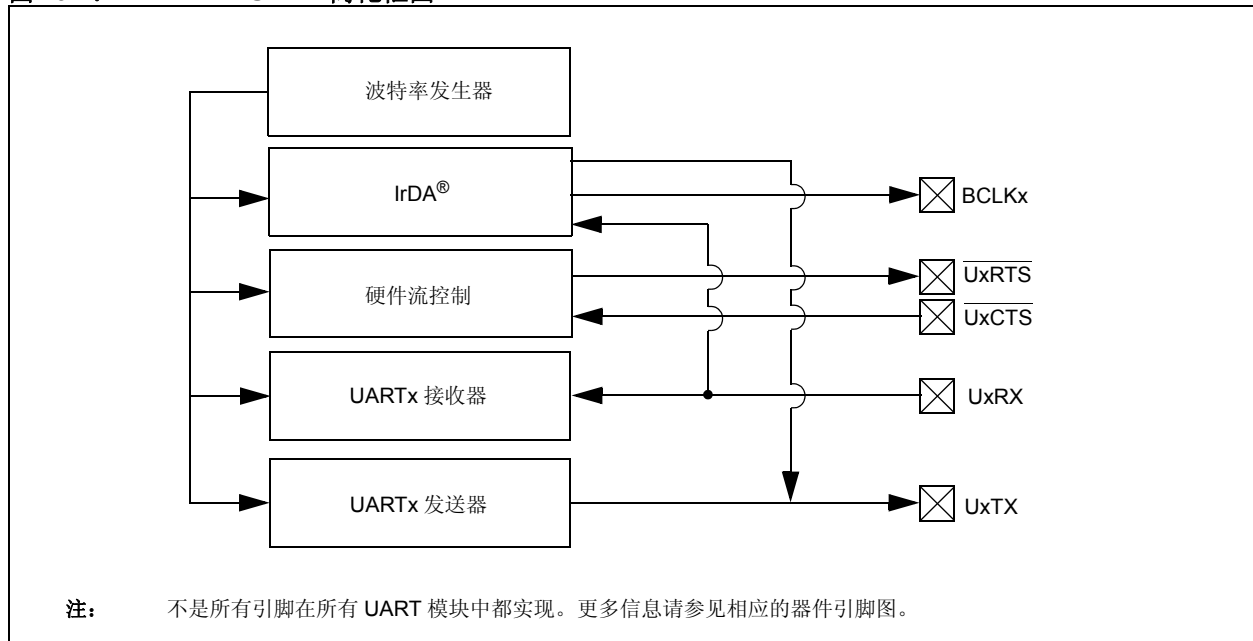 波特率发生器
IrDA®
BCLKx
UxRTS
硬件流控制
UxCTS
UARTx 接收器
UxRX
UARTx 发送器
UxTX
注： 不是所有引脚在所有 UART 模块中都实现。更多信息请参见相应的器件引脚图。